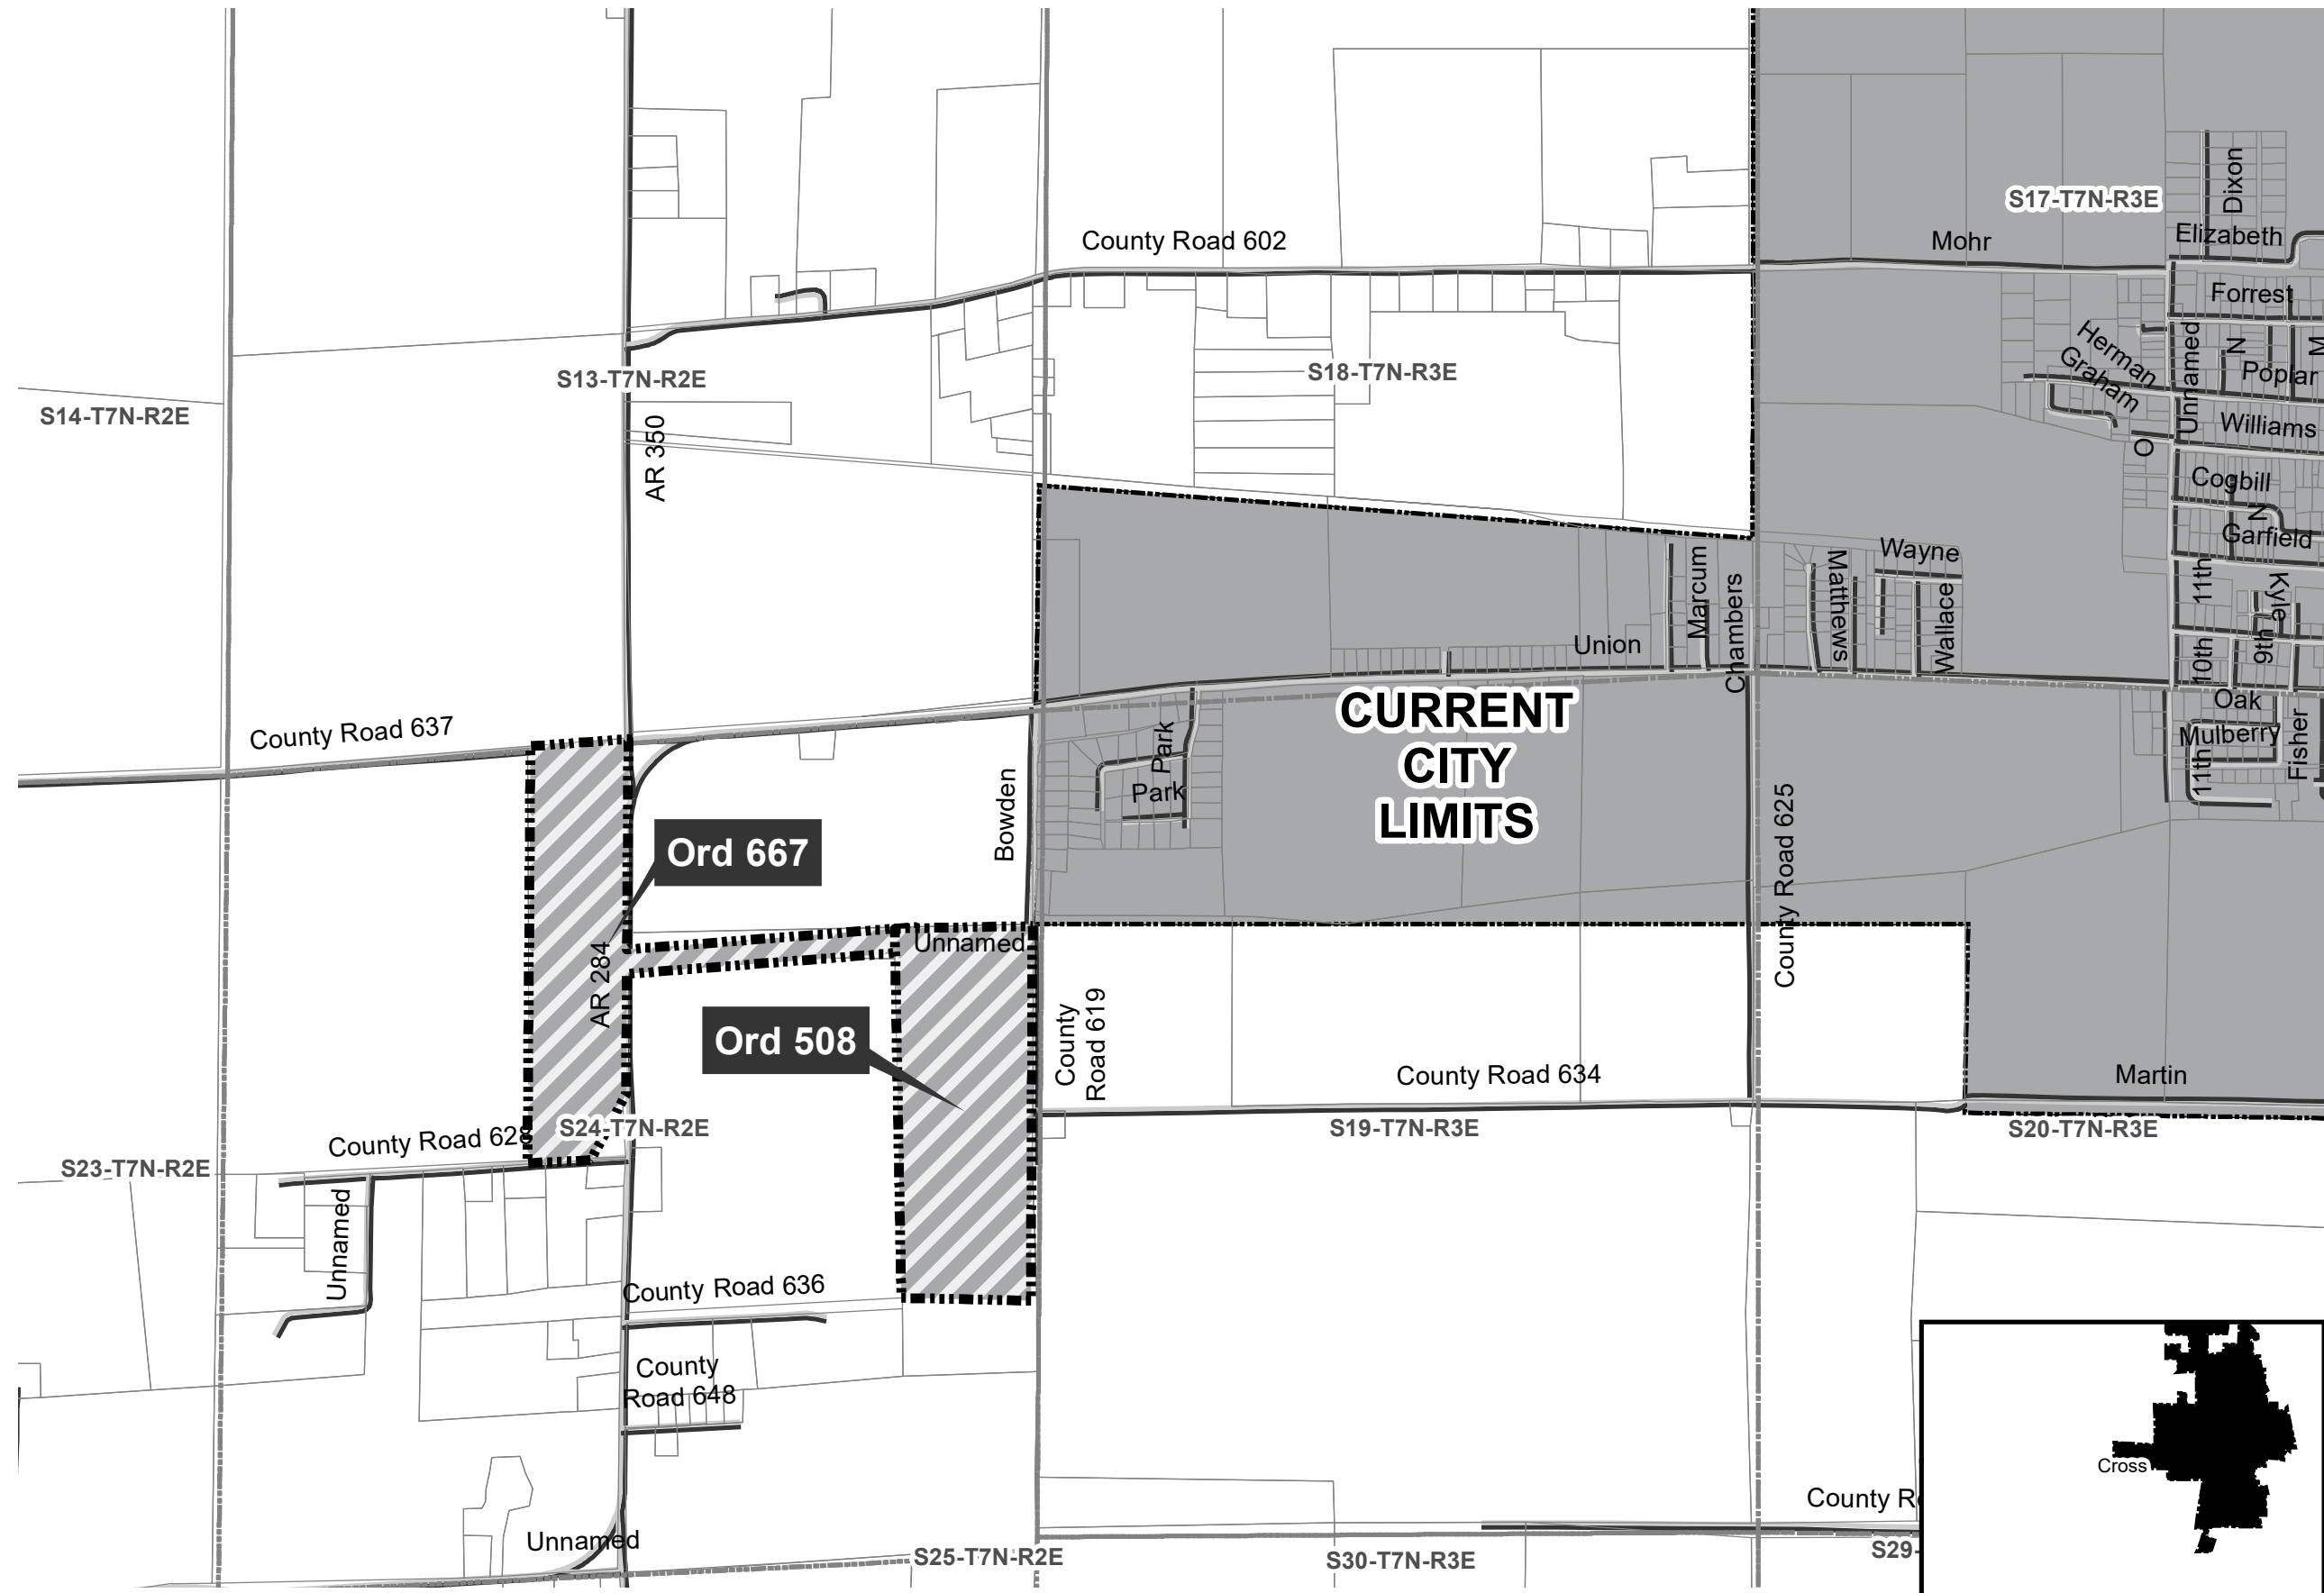 Dixon
S17-T7N-R3E
Elizabeth
County Road 602
Mohr
Forrest
Herman
Unnamed
N
M
Graham
Poplar
S13-T7N-R2E
S18-T7N-R3E
S14-T7N-R2E
AR 350
Williams
O
Cogbill
N
Garfield
Wayne
Marcum
Chambers
Matthews
Wallace
11th
Kyle
Union
10th
9th
CURRENT
CITY
LIMITS
Oak
County Road 637
Park
Park
Mulberry
Fisher
11th
Bowden
County Road 625
Ord 667
Unnamed
AR 284
Ord 508
County
Road 619
County Road 634
Martin
County Road 628
S24-T7N-R2E
S19-T7N-R3E
S20-T7N-R3E
S23-T7N-R2E
Unnamed
County Road 636
County
Road 648
Cross
County R
Unnamed
S25-T7N-R2E
S30-T7N-R3E
S29-